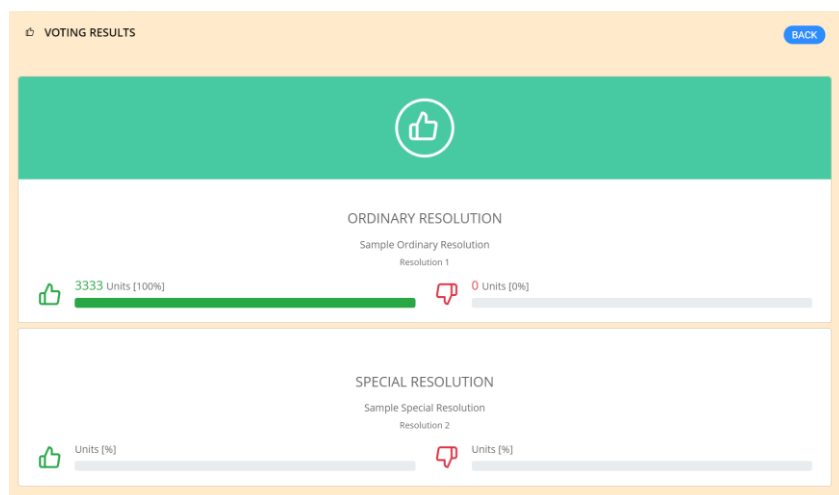 VOTING RESULTS
BACK
ORDINARY RESOLUTION
Sample Ordinary Resolution
Resolution 1
3333 Units [100%]
0 Units [0%]
SPECIAL RESOLUTION
Sample Special Resolution
Resolution 2
Units [%]
Units [%]